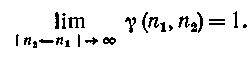 lim γ (n₁, n₂) = 1.
| n₂—n₁ | → ∞